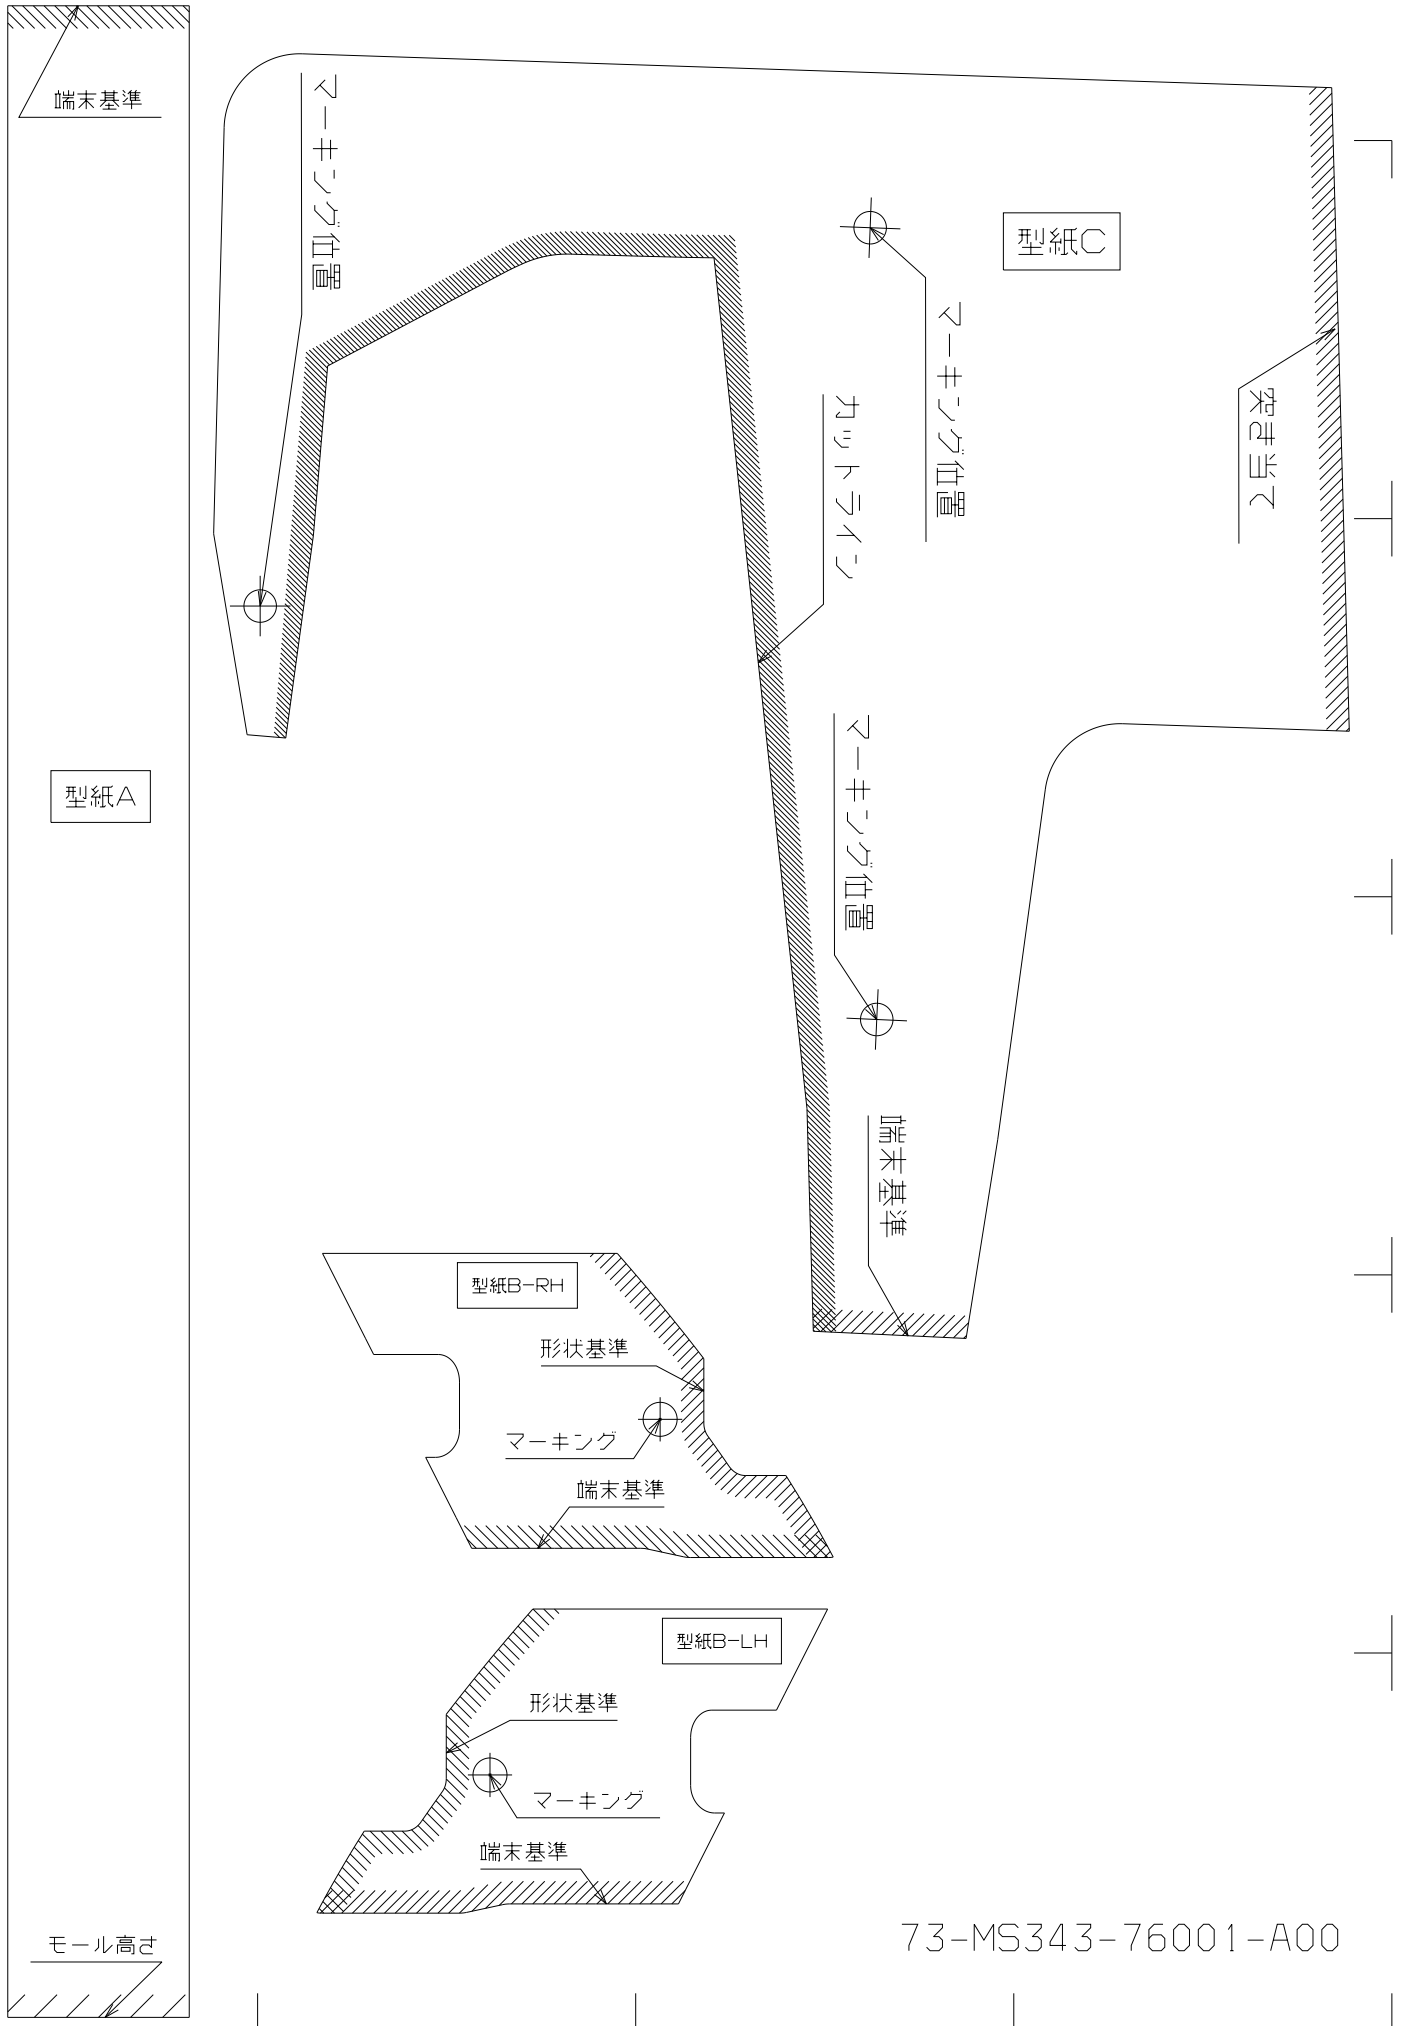 端末基準
マーキング位置
型紙C
マーキング位置
カットライン
突き当て
マーキング位置
型紙A
端末基準
型紙B-RH
形状基準
マーキング
端末基準
型紙B-LH
形状基準
マーキング
端末基準
モール高さ
73-MS343-76001-A00